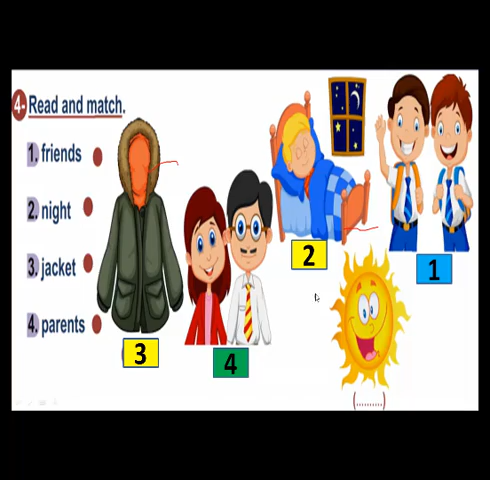 4- Read and match.
1. friends
2. night
3. jacket
4. parents
3
4
2
1
(.........)